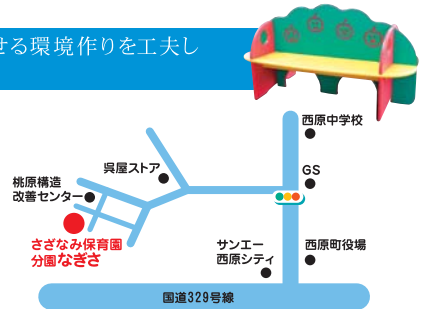 せる環境作りを工夫し
西原中学校
呉屋ストア
GS
桃原構造
改善センター
さざなみ保育園
分園なぎさ
サンエー
西原シティ
西原町役場
国道329号線